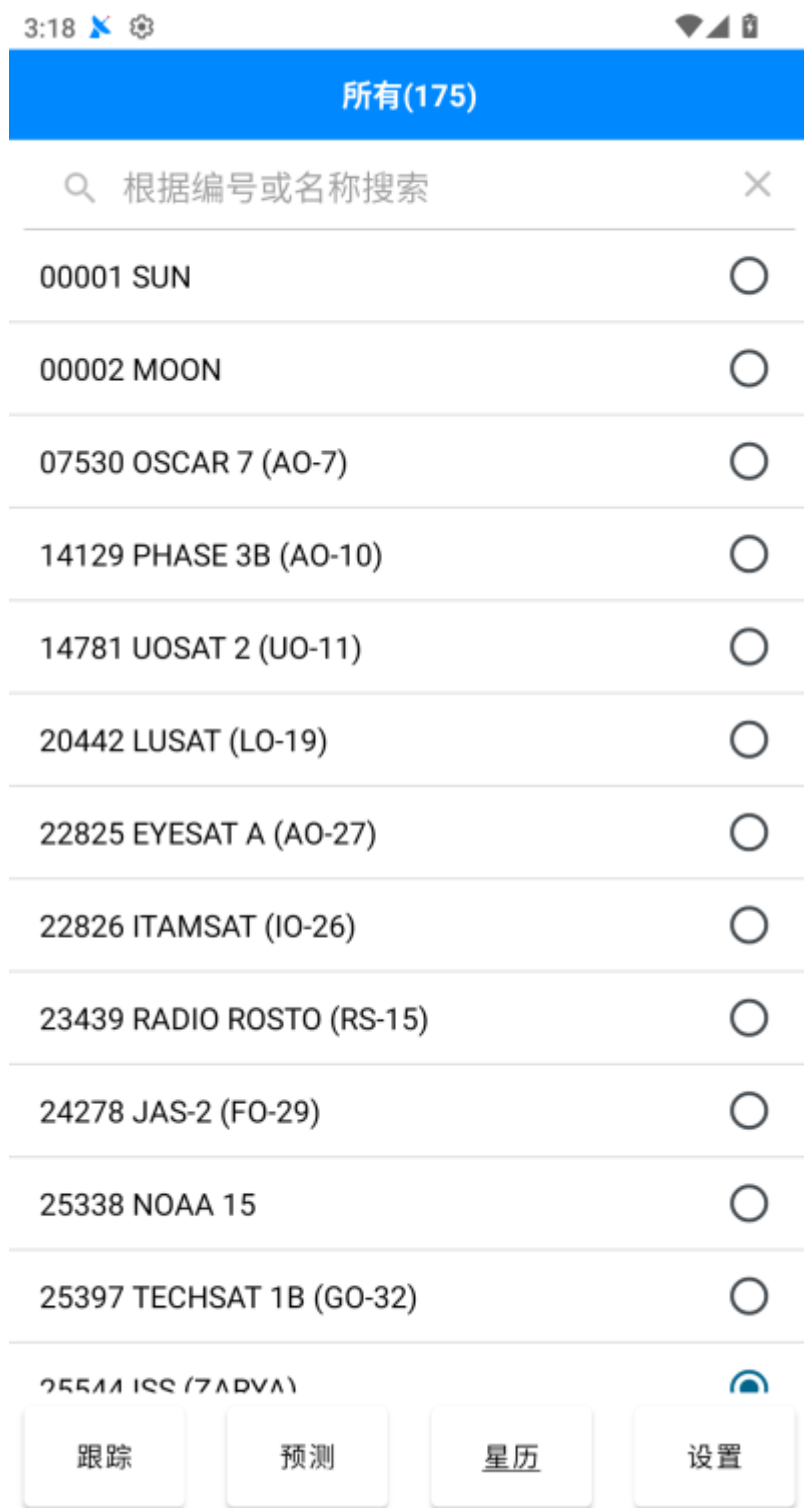 3:18
所有(175)
根据编号或名称搜索
00001 SUN
00002 MOON
07530 OSCAR 7 (AO-7)
14129 PHASE 3B (AO-10)
14781 UOSAT 2 (UO-11)
20442 LUSAT (LO-19)
22825 EYESAT A (AO-27)
22826 ITAMSAT (IO-26)
23439 RADIO ROSTO (RS-15)
24278 JAS-2 (FO-29)
25338 NOAA 15
25397 TECHSAT 1B (GO-32)
25544 ISS (ZARYA)
跟踪 预测 星历 设置